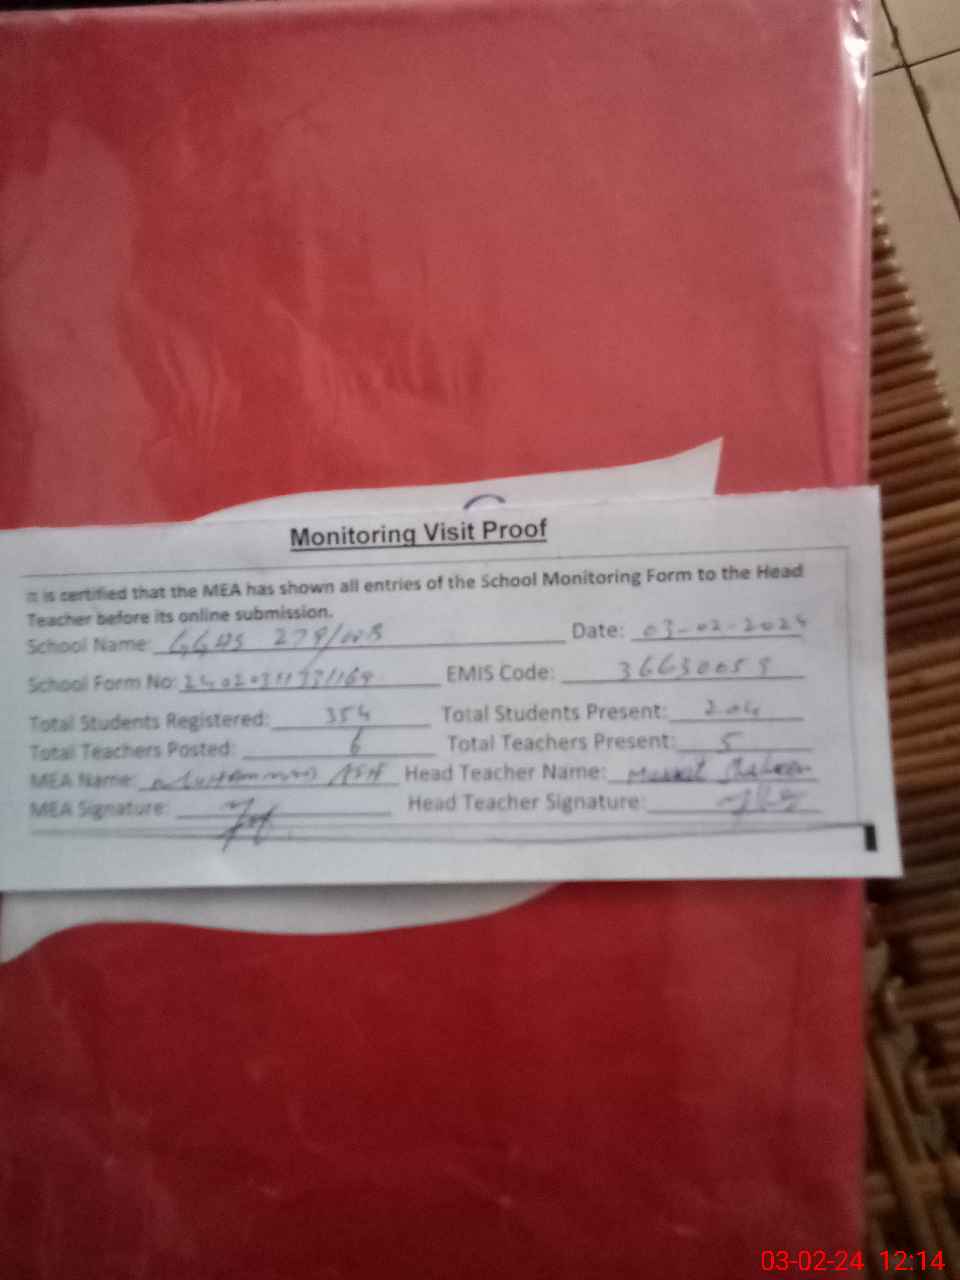 Monitoring Visit Proof
It is certified that the MEA has shown all entries of the School Monitoring Form to the Head
Teacher before its online submission.
School Name: GGHS 279/WB Date: 03-02-2024
School Form No: EMIS Code: 36630059
Total Students Registered: 354 Total Students Present: 204
Total Teachers Posted: 6 Total Teachers Present: 5
MEA Name: Muhammad Head Teacher Name:
MEA Signature: Head Teacher Signature:
03-02-24 12:14